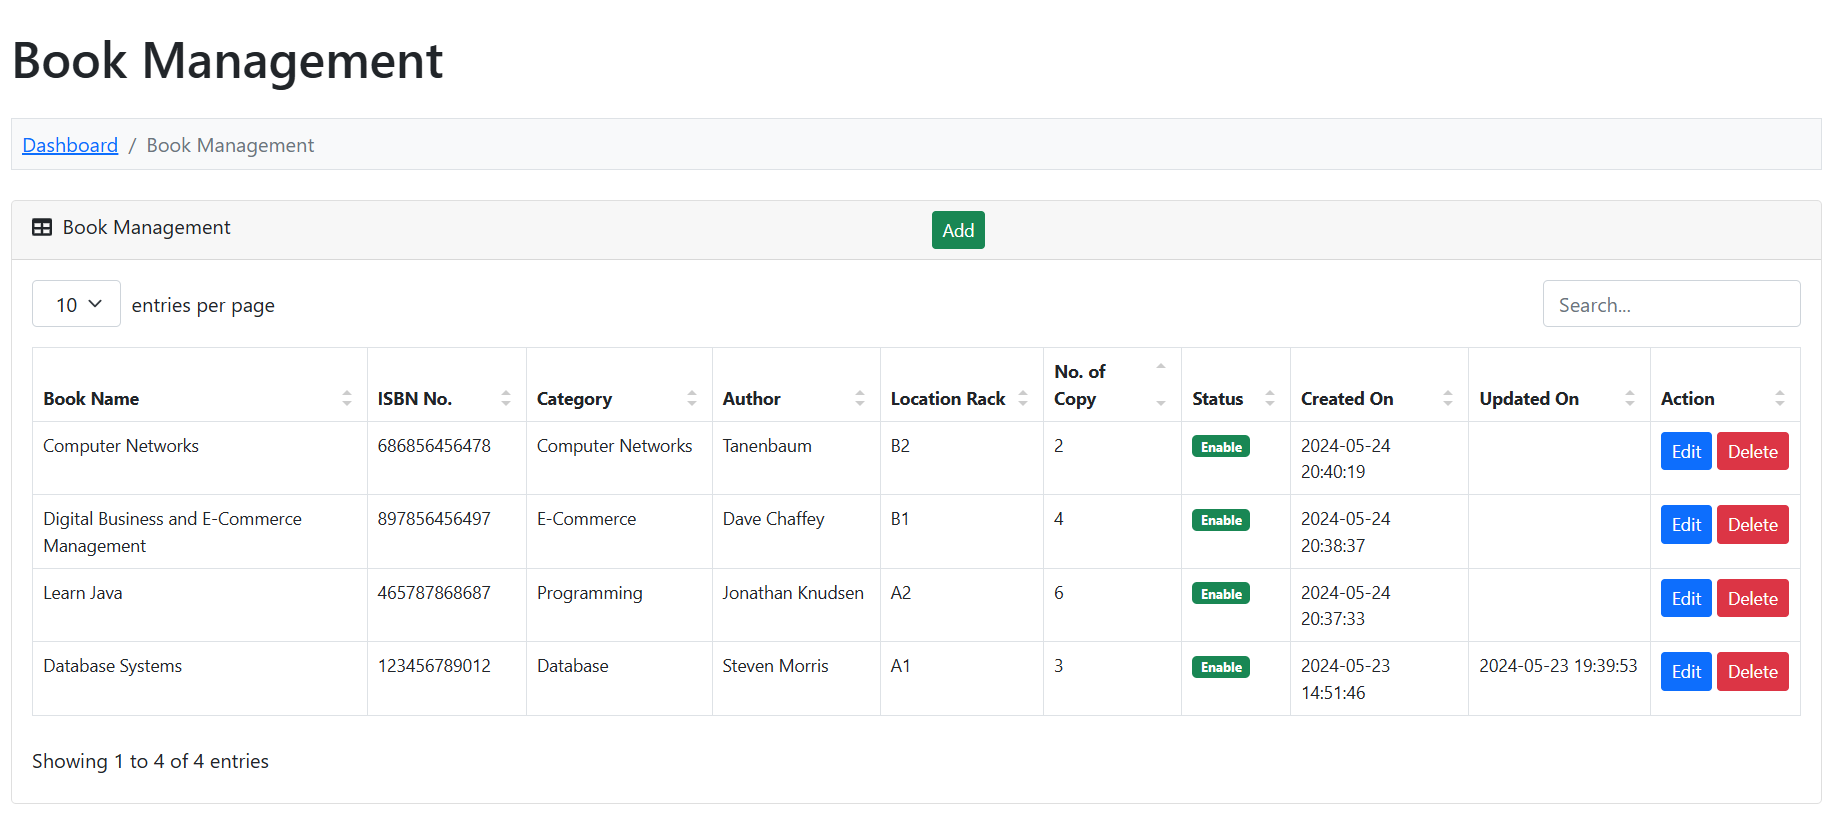 Book Management
Dashboard / Book Management
Book Management Add
10 entries per page Search...
Book Name ISBN No. Category Author Location Rack No. of Copy Status Created On Updated On Action
Computer Networks 686856456478 Computer Networks Tanenbaum B2 2 Enable 2024-05-24 Edit Delete
20:40:19
Digital Business and E-Commerce 897856456497 E-Commerce Dave Chaffey B1 4 Enable 2024-05-24 Edit Delete
Management 20:38:37
Learn Java 465787868687 Programming Jonathan Knudsen A2 6 Enable 2024-05-24 Edit Delete
20:37:33
Database Systems 123456789012 Database Steven Morris A1 3 Enable 2024-05-23 2024-05-23 19:39:53 Edit Delete
14:51:46
Showing 1 to 4 of 4 entries